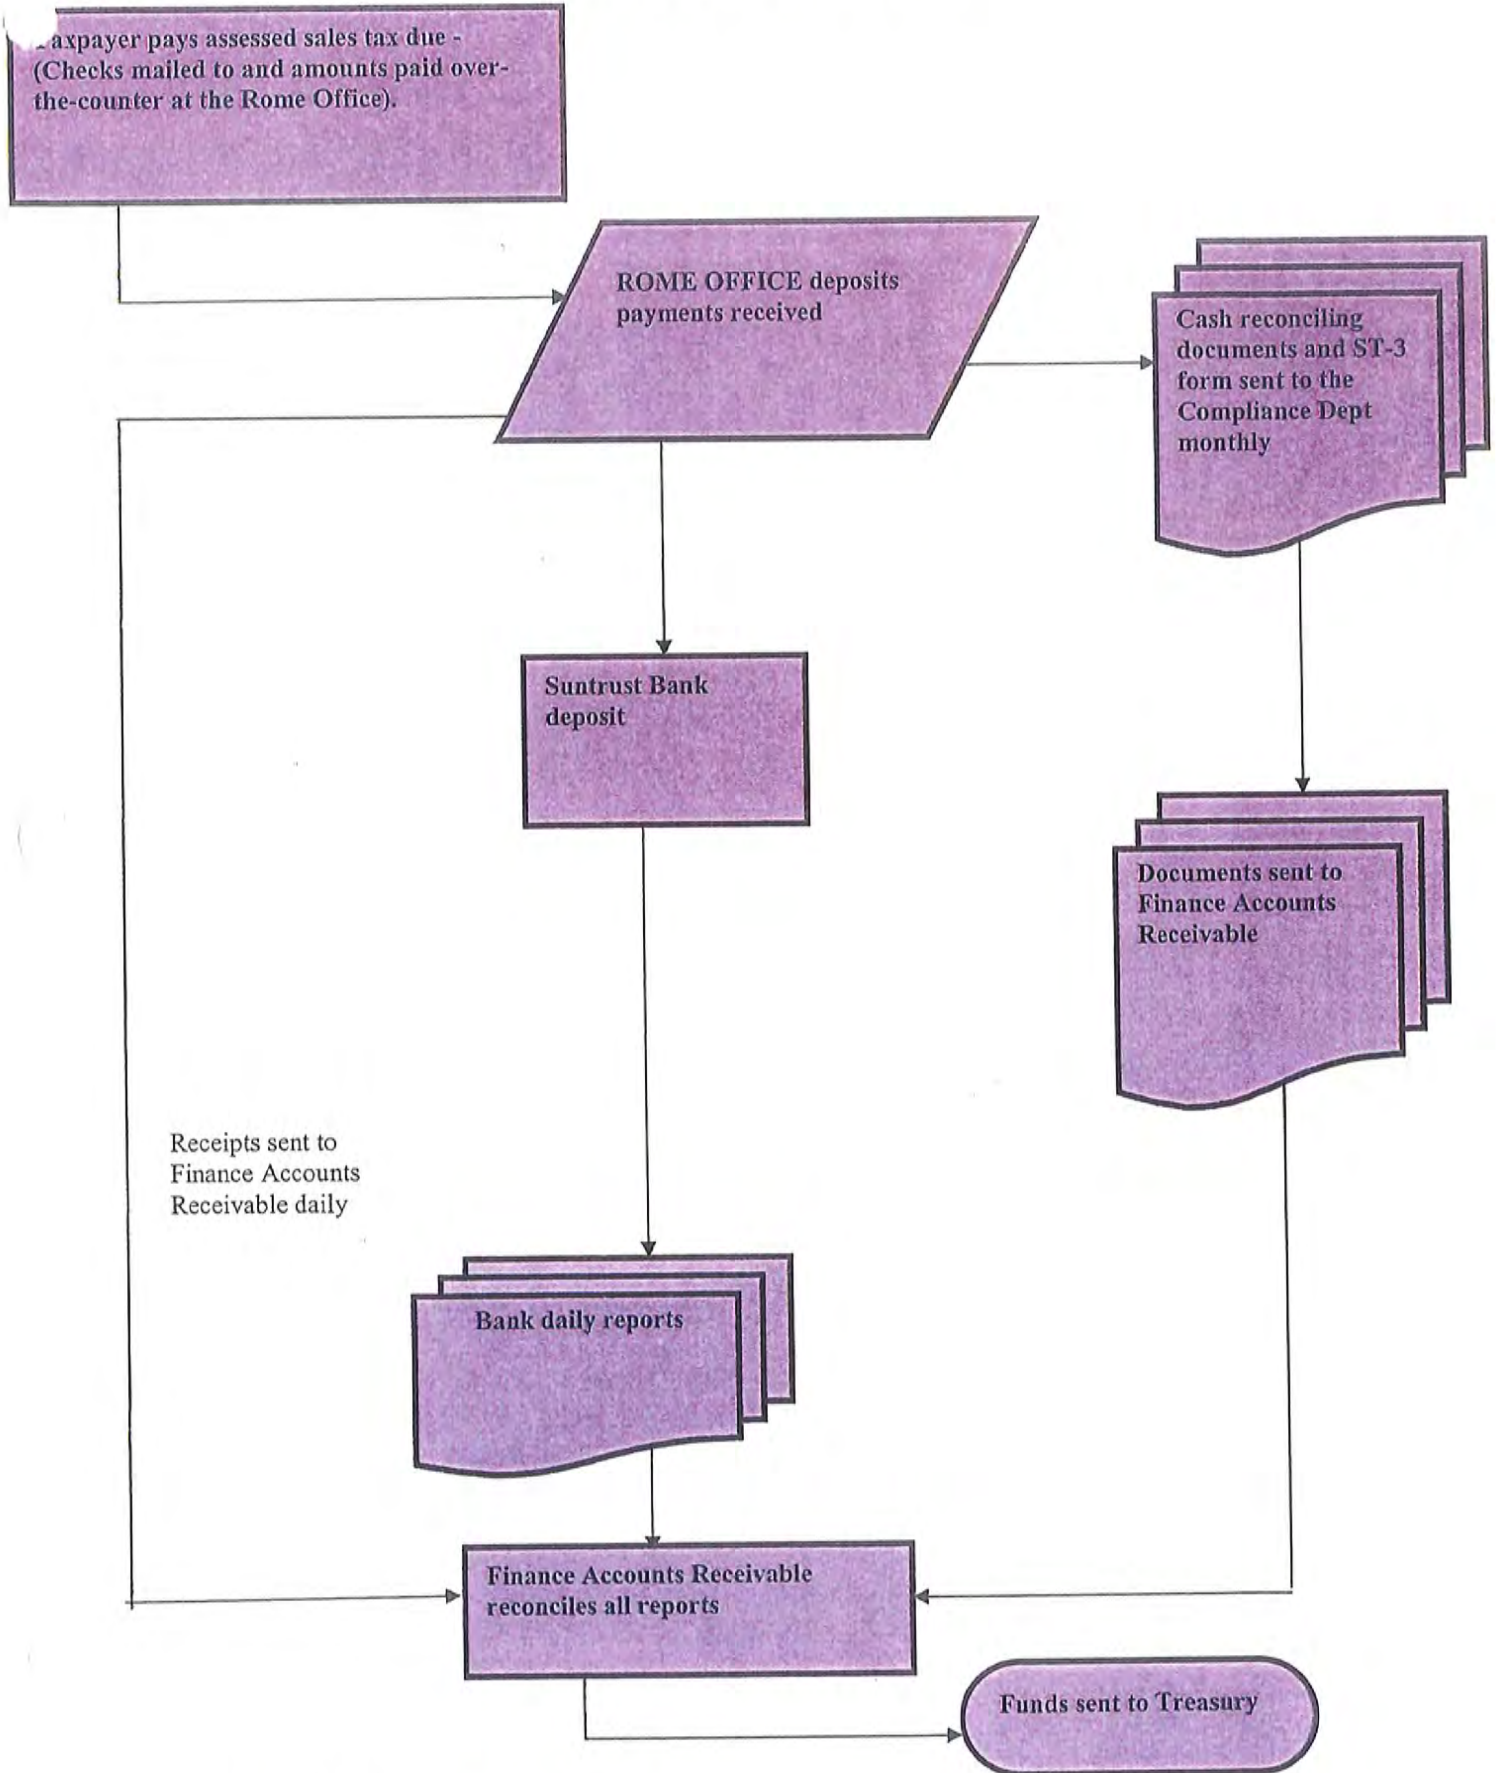 axpayer pays assessed sales tax due -
(Checks mailed to and amounts paid over-
the-counter at the Rome Office).
ROME OFFICE deposits
payments received
Cash reconciling
documents and ST-3
form sent to the
Compliance Dept
monthly
Suntrust Bank
deposit
Documents sent to
Finance Accounts
Receivable
Receipts sent to
Finance Accounts
Receivable daily
Bank daily reports
Finance Accounts Receivable
reconciles all reports
Funds sent to Treasury